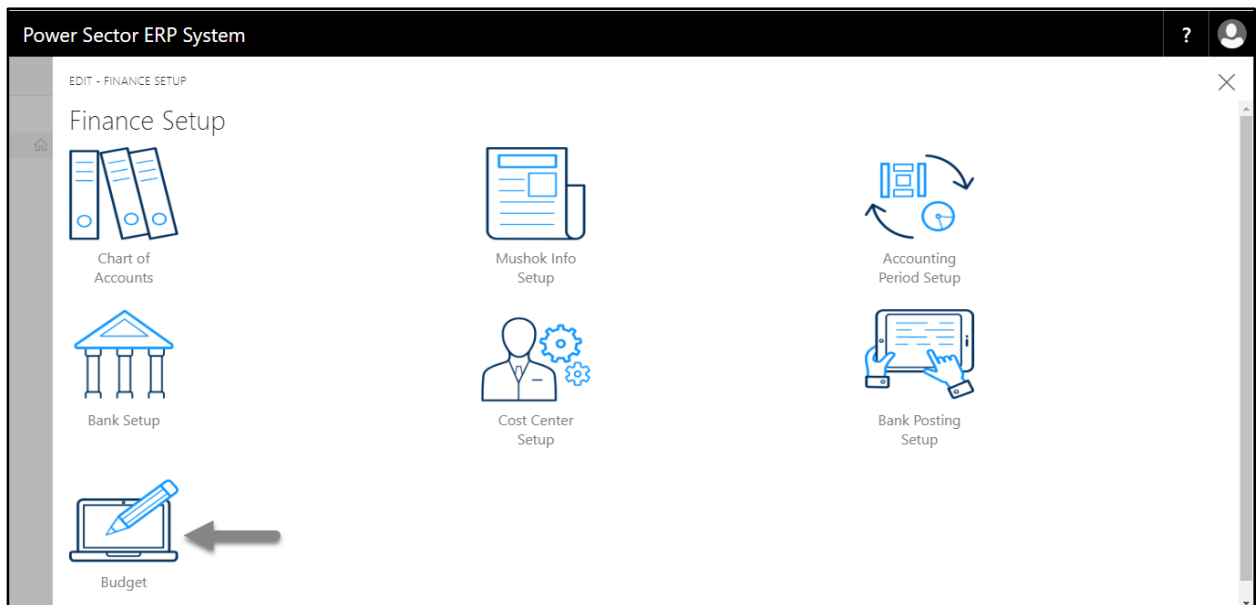 Power Sector ERP System
?
EDIT - FINANCE SETUP
Finance Setup
Chart of
Accounts
Mushok Info
Setup
Accounting
Period Setup
Bank Setup
Cost Center
Setup
Bank Posting
Setup
Budget